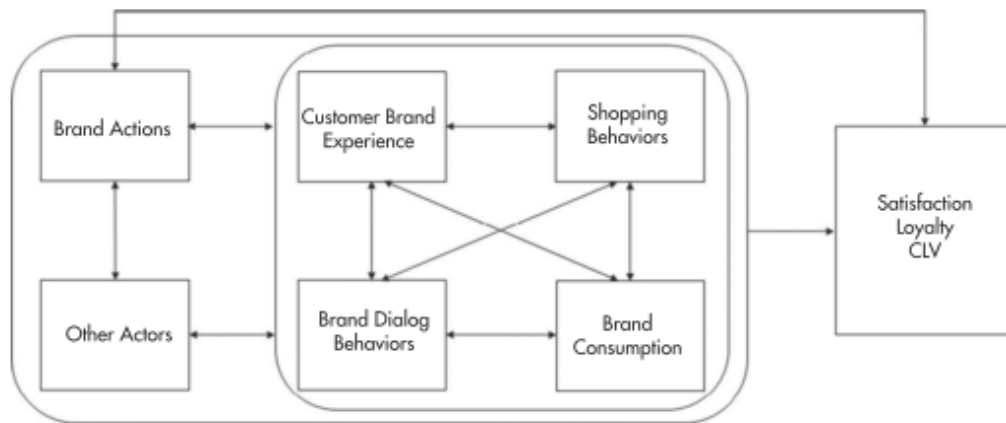 Brand Actions
Customer Brand
Experience
Shopping
Behaviors
Satisfaction
Loyalty
CLV
Other Actors
Brand Dialog
Behaviors
Brand
Consumption